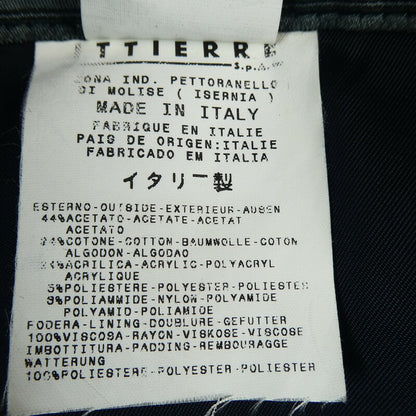 ITTIERRE
S.p.A.
ZONA IND. PETTORANELLO
DI MOLISE ( ISERNIA )
MADE IN ITALY
FABRIQUE EN ITALIE
PAIS DE ORIGEN:ITALIE
FABRICADO EM ITALIA
イタリー製
ESTERNO-OUTSIDE-EXTERIEUR-AUSEN
44%ACETATO-ACETATE-ACETAT
ACETATO
24%COTONE-COTTON-BAUMWOLLE-COTON
ALGODON-ALGODAO
%ACRILICA-ACRYLIC-POLYACRYL
ACRYLIQUE
%POLIESTERE-POLYESTER-POLIESTER
%POLIAMMIDE-NYLON-POLYAMIDE
POLYAMID-POLIAMIDE
FODERA-LINING-DOUBLURE-GEFUTTER
100%VISCOSA-RAYON-VISKOSE-VISCOSE
IMBOTTITURA-PADDING-REMBOURAGGE
WATTERUNG
100%POLIESTERE-POLYESTER-POLIESTER